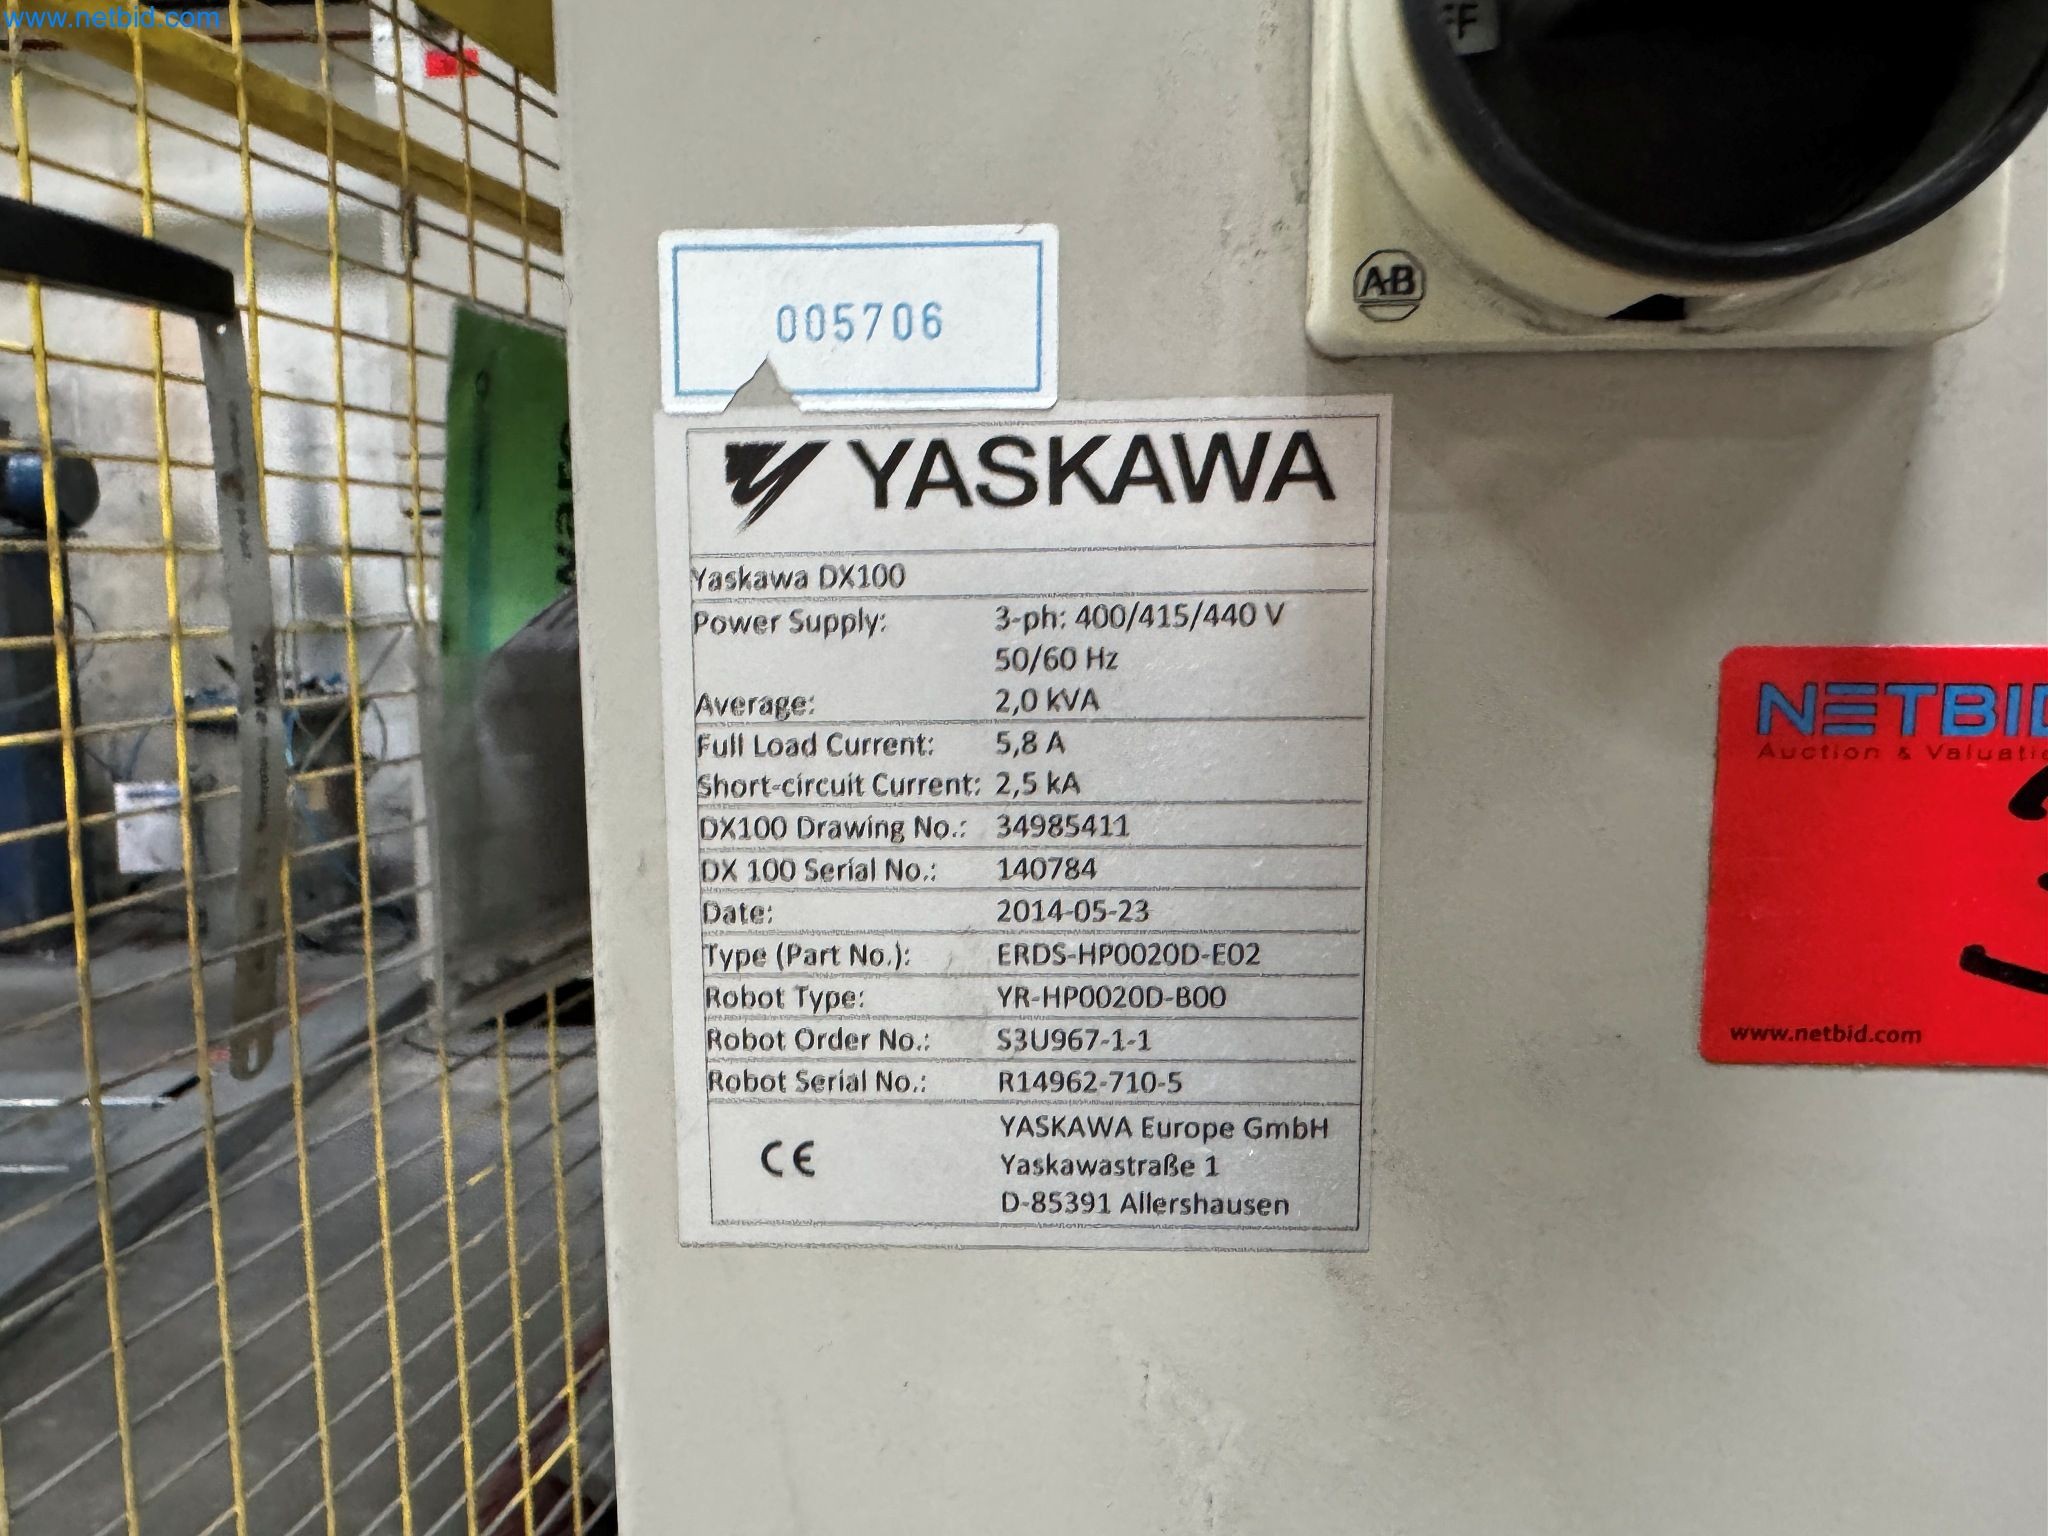 www.netbid.com
FF
A-B
005706
YASKAWA
Yaskawa DX100
Power Supply: 3-ph: 400/415/440 V
50/60 Hz
Average: 2,0 kVA
Full Load Current: 5,8 A
Short-circuit Current: 2,5 kA
DX100 Drawing No.: 34985411
DX 100 Serial No.: 140784
Date: 2014-05-23
Type (Part No.): ERDS-HP0020D-E02
Robot Type: YR-HP0020D-B00
Robot Order No.: S3U967-1-1
Robot Serial No.: R14962-710-5
CE YASKAWA Europe GmbH
Yaskawastraße 1
D-85391 Allershausen
NETBID
Auction & Valuatio
www.netbid.com